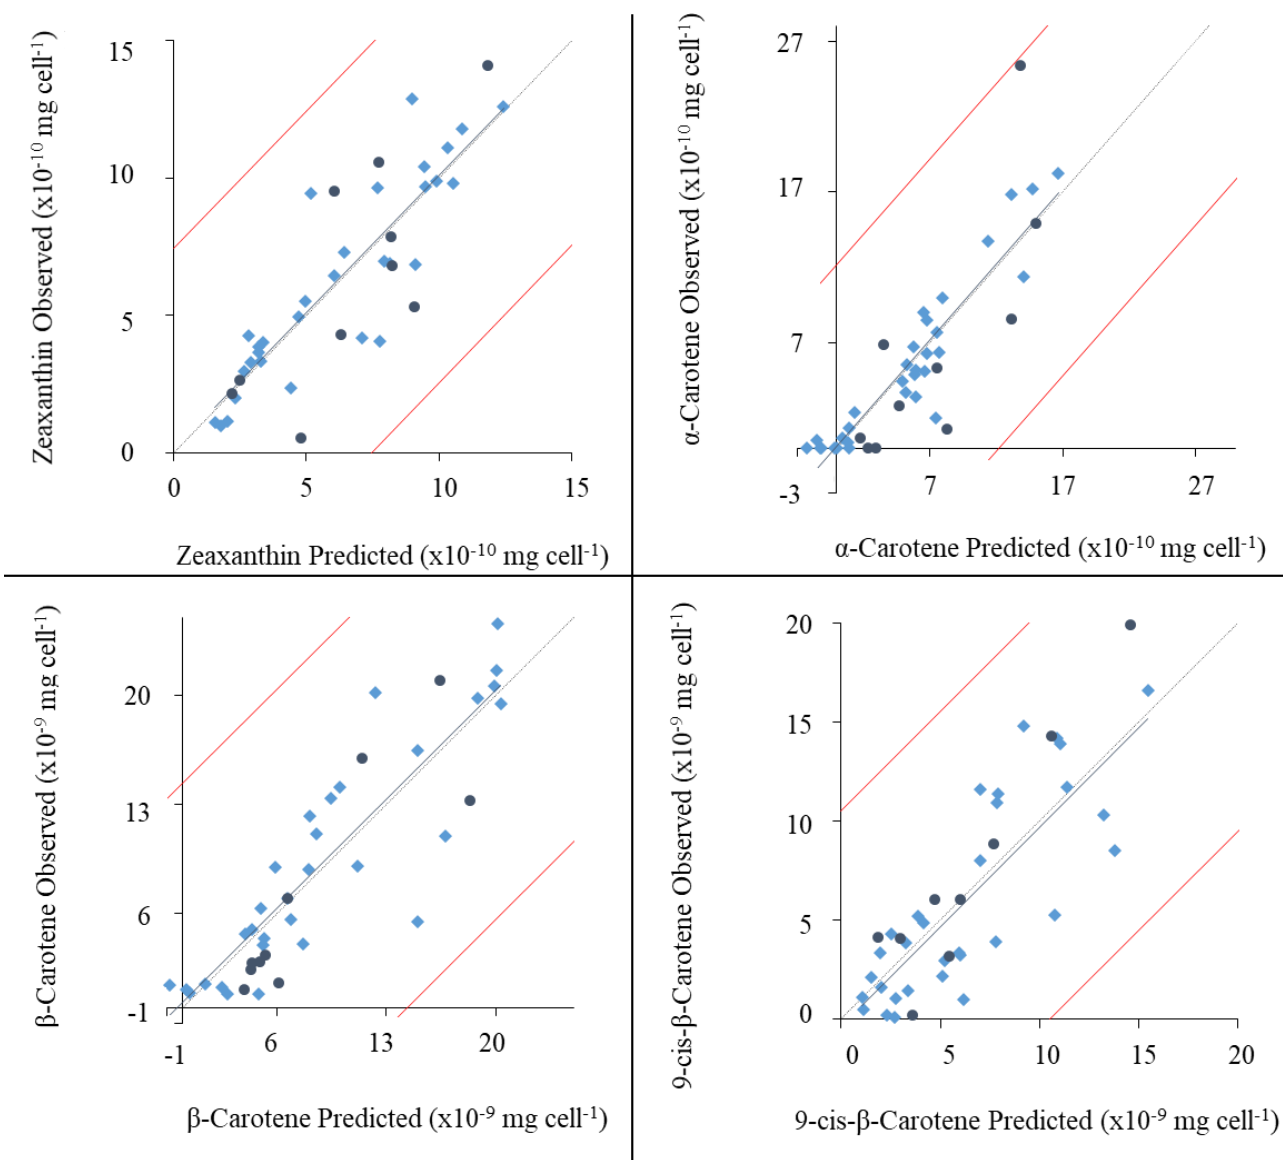 Zeaxanthin Observed (x10⁻¹⁰ mg cell⁻¹)
15
10
5
0
0 5 10 15
Zeaxanthin Predicted (x10⁻¹⁰ mg cell⁻¹)
α-Carotene Observed (x10⁻¹⁰ mg cell⁻¹)
27
17
7
-3
7 17 27
α-Carotene Predicted (x10⁻¹⁰ mg cell⁻¹)
β-Carotene Observed (x10⁻⁹ mg cell⁻¹)
20
13
6
-1
-1 6 13 20
β-Carotene Predicted (x10⁻⁹ mg cell⁻¹)
9-cis-β-Carotene Observed (x10⁻⁹ mg cell⁻¹)
20
15
10
5
0
0 5 10 15 20
9-cis-β-Carotene Predicted (x10⁻⁹ mg cell⁻¹)